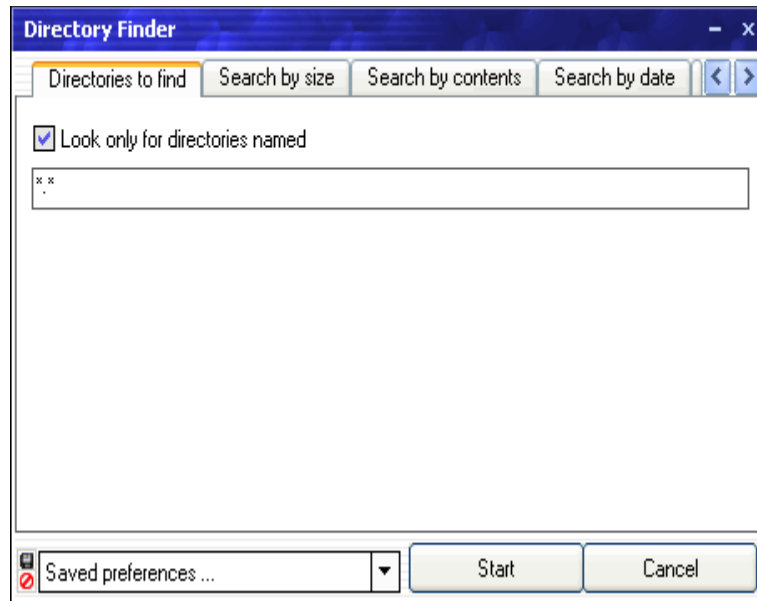 Directory Finder
Directories to find Search by size Search by contents Search by date
Look only for directories named
*.*
Saved preferences ... Start Cancel